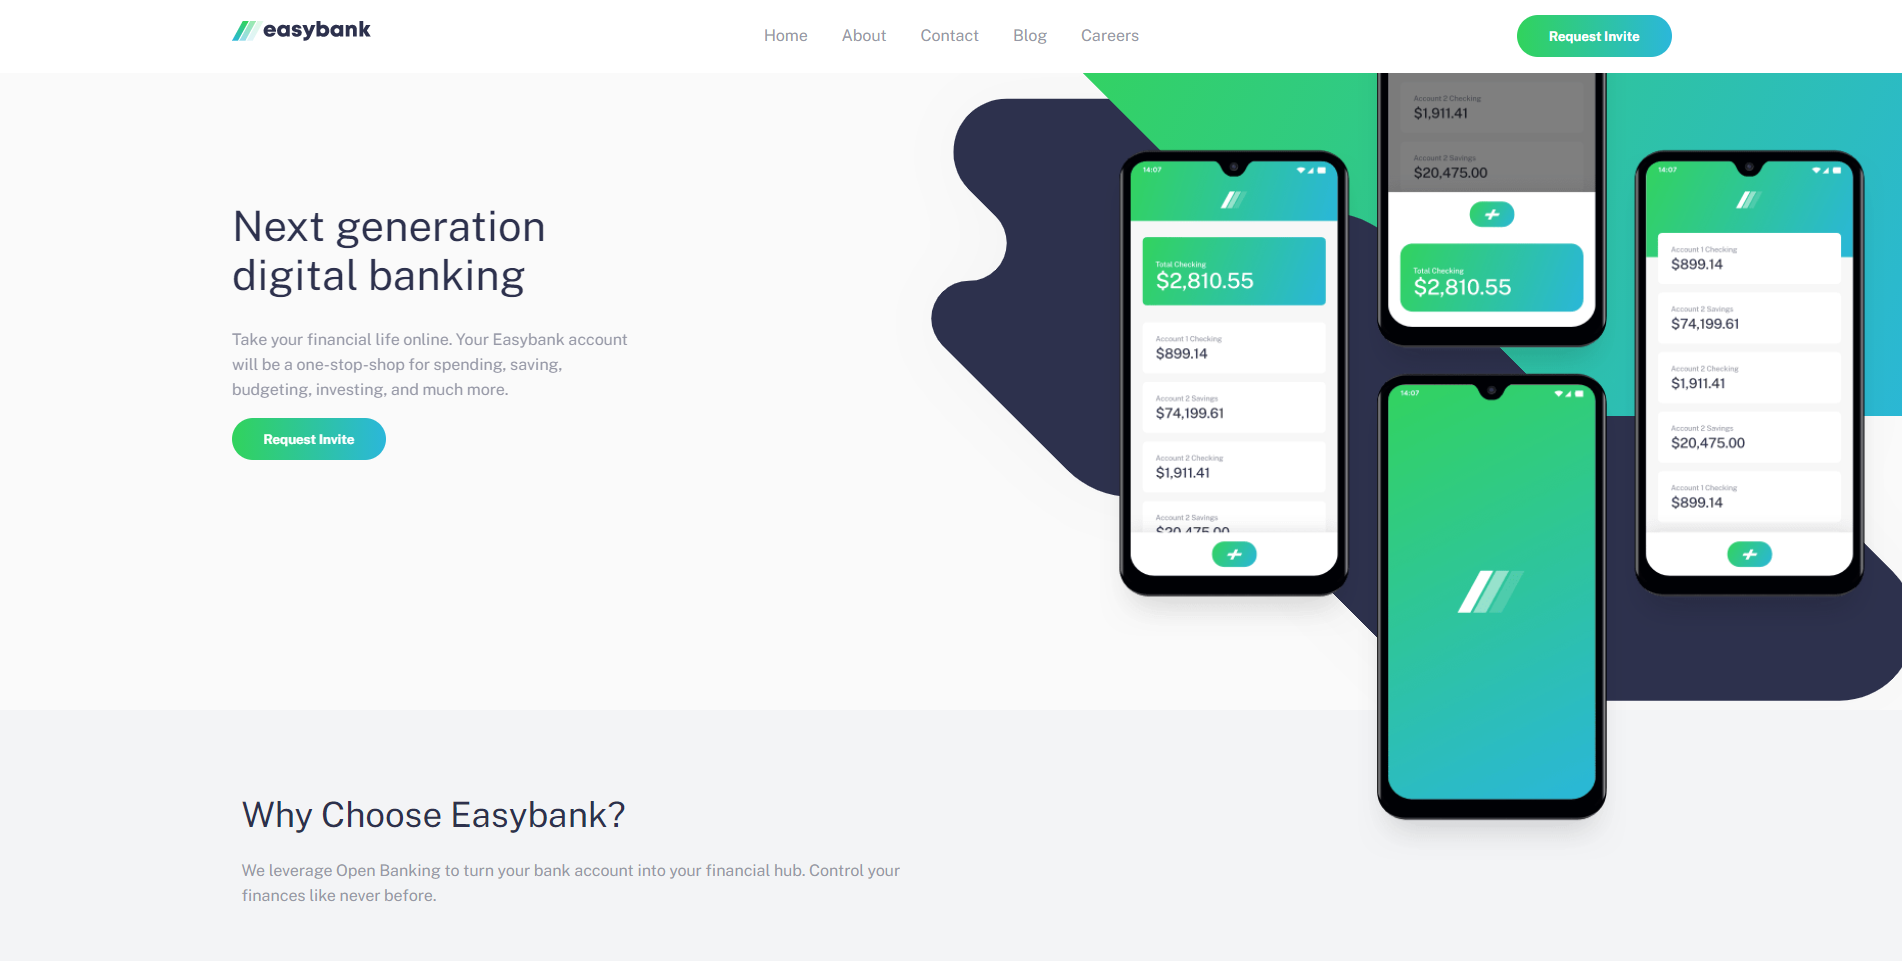 easybank
Home
About
Contact
Blog
Careers
Request Invite
Next generation
digital banking
Take your financial life online. Your Easybank account
will be a one-stop-shop for spending, saving,
budgeting, investing, and much more.
Request Invite
14:07
Total Checking
$2,810.55
Account 1 Checking
$899.14
Account 2 Savings
$74,199.61
Account 2 Checking
$1,911.41
Account 2 Savings
$20,475.00
Account 2 Checking
$1,911.41
Account 2 Savings
$20,475.00
Total Checking
$2,810.55
14:07
14:07
Account 1 Checking
$899.14
Account 2 Savings
$74,199.61
Account 2 Checking
$1,911.41
Account 2 Savings
$20,475.00
Account 1 Checking
$899.14
Why Choose Easybank?
We leverage Open Banking to turn your bank account into your financial hub. Control your
finances like never before.